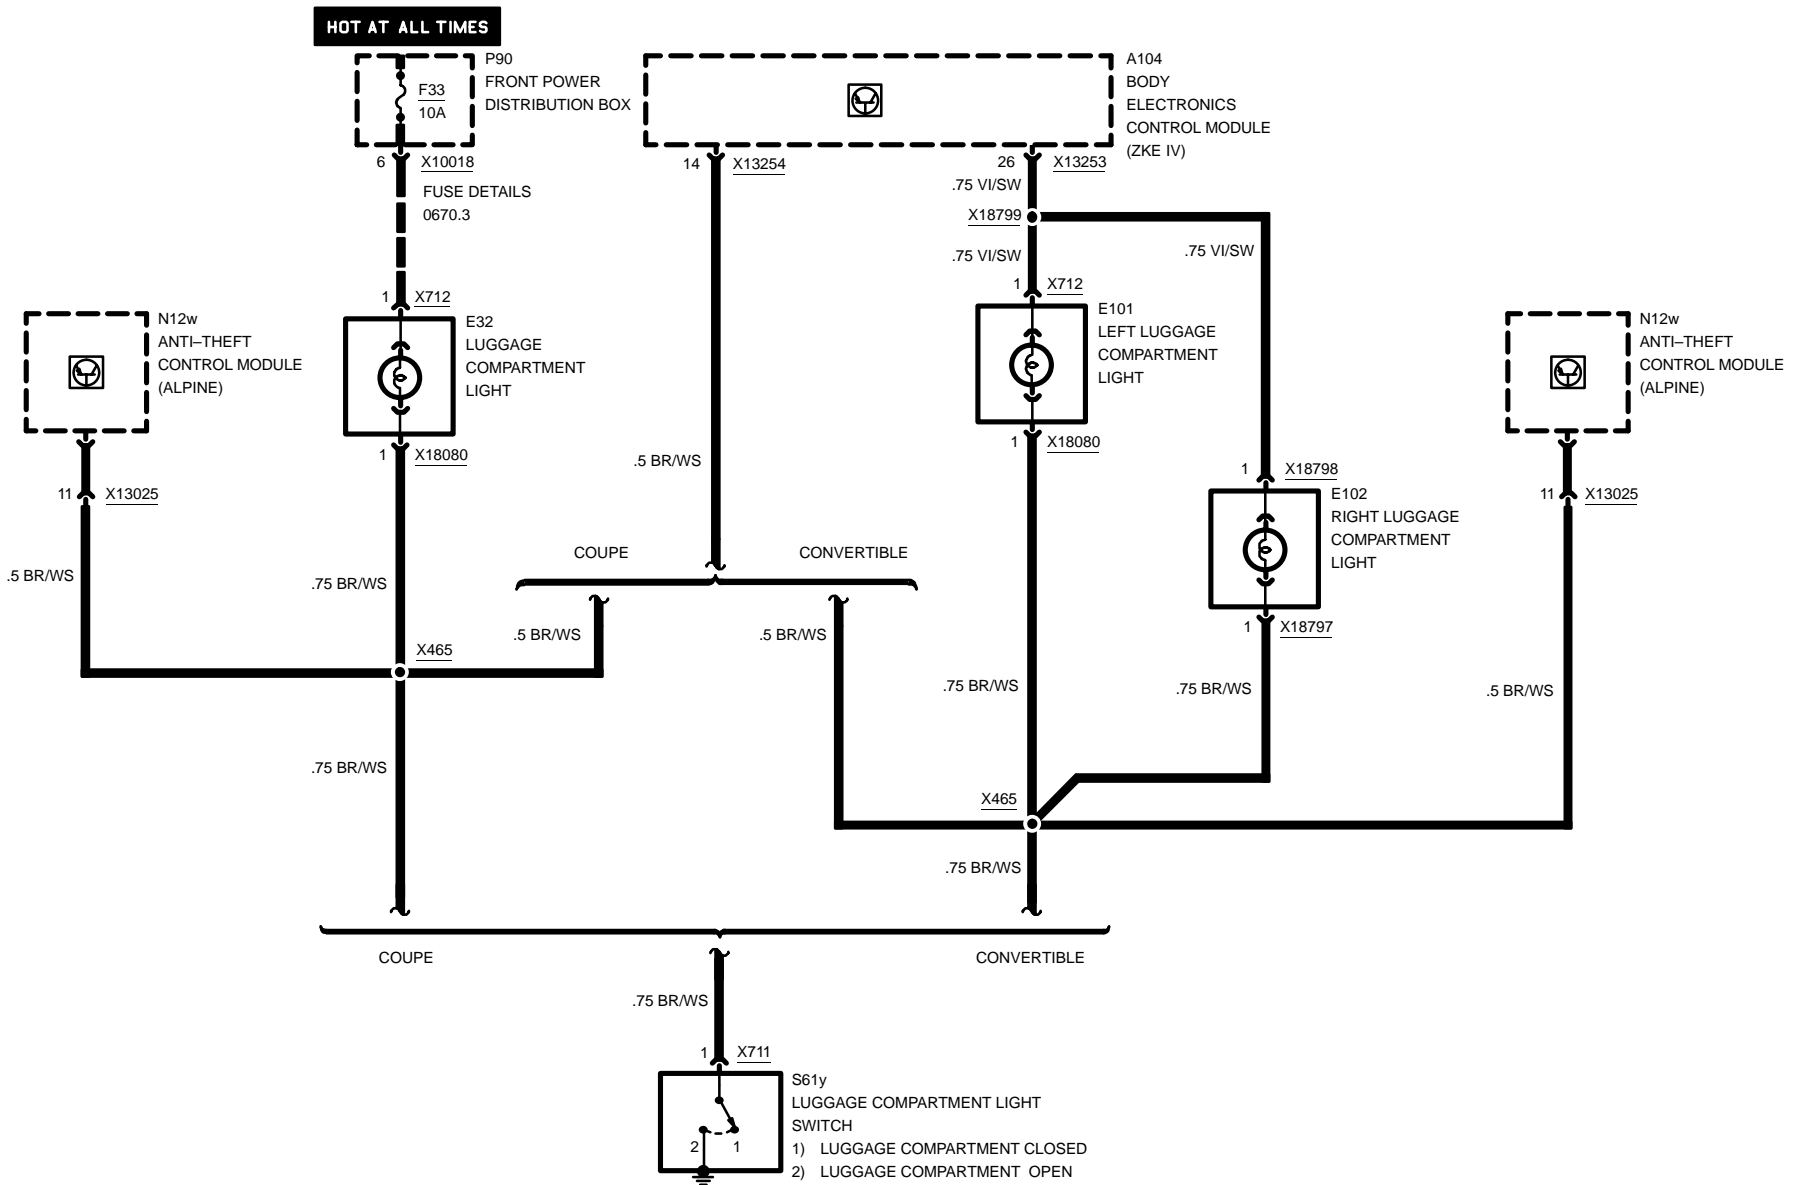 HOT AT ALL TIMES
P90
FRONT POWER
DISTRIBUTION BOX
F33
10A
6
X10018
FUSE DETAILS
0670.3
A104
BODY
ELECTRONICS
CONTROL MODULE
(ZKE IV)
14
X13254
26
X13253
.75 VI/SW
X18799
.75 VI/SW
.75 VI/SW
1
X712
1
X712
N12w
ANTI–THEFT
CONTROL MODULE
(ALPINE)
E32
LUGGAGE
COMPARTMENT
LIGHT
E101
LEFT LUGGAGE
COMPARTMENT
LIGHT
N12w
ANTI–THEFT
CONTROL MODULE
(ALPINE)
1
X18080
1
X18080
.5 BR/WS
1
X18798
11
X13025
E102
RIGHT LUGGAGE
COMPARTMENT
LIGHT
11
X13025
COUPE
CONVERTIBLE
.5 BR/WS
.75 BR/WS
.5 BR/WS
.5 BR/WS
1
X18797
X465
.75 BR/WS
.75 BR/WS
.5 BR/WS
.75 BR/WS
X465
.75 BR/WS
COUPE
CONVERTIBLE
.75 BR/WS
1
X711
S61y
LUGGAGE COMPARTMENT LIGHT
SWITCH
1) LUGGAGE COMPARTMENT CLOSED
2) LUGGAGE COMPARTMENT OPEN
2
1